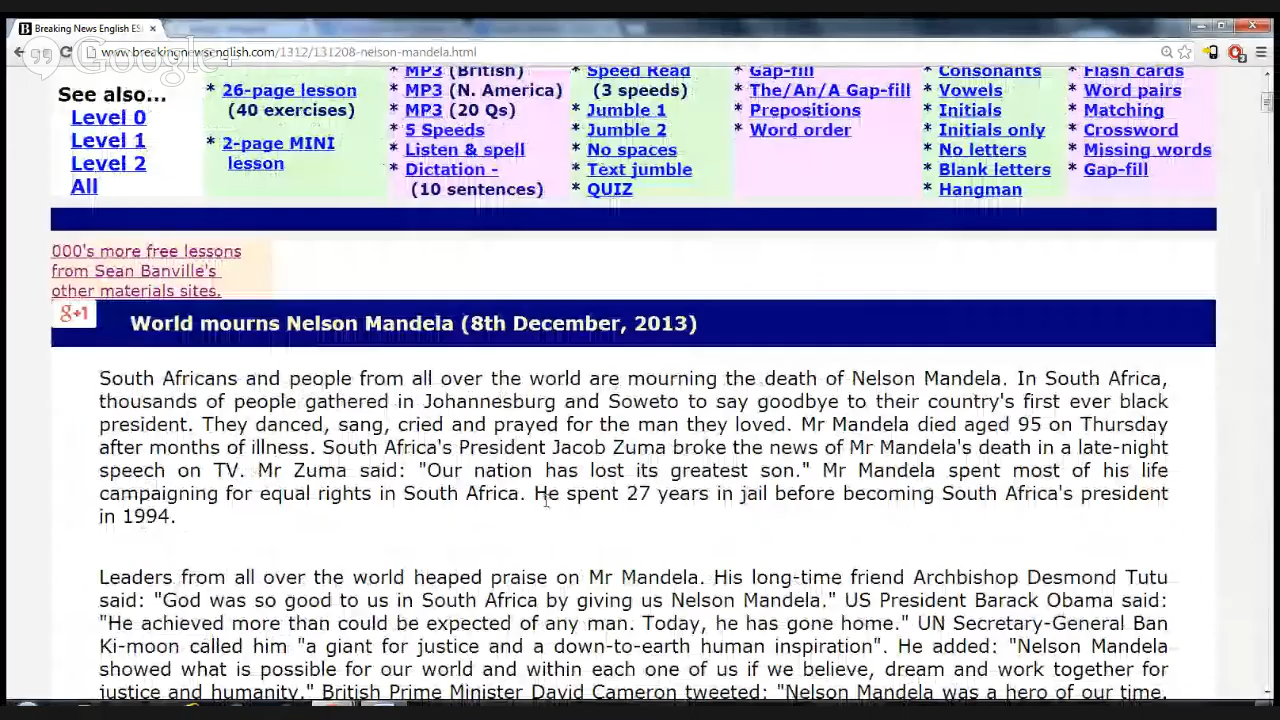 Breaking News English ES
www.breakingnewsenglish.com/1312/131208-nelson-mandela.html
Google+
See also...
Level 0
Level 1
Level 2
All
* 26-page lesson
(40 exercises)
* 2-page MINI
lesson
* MP3 (British)
* MP3 (N. America)
* MP3 (20 Qs)
* 5 Speeds
* Listen & spell
* Dictation -
(10 sentences)
* Speed Read
(3 speeds)
* Jumble 1
* Jumble 2
* No spaces
* Text jumble
* QUIZ
* Gap-fill
* The/An/A Gap-fill
* Prepositions
* Word order
* Consonants
* Vowels
* Initials
* Initials only
* No letters
* Blank letters
* Hangman
* Flash cards
* Word pairs
* Matching
* Crossword
* Missing words
* Gap-fill
000's more free lessons
from Sean Banville's
other materials sites.
g+1
World mourns Nelson Mandela (8th December, 2013)
South Africans and people from all over the world are mourning the death of Nelson Mandela. In South Africa,
thousands of people gathered in Johannesburg and Soweto to say goodbye to their country's first ever black
president. They danced, sang, cried and prayed for the man they loved. Mr Mandela died aged 95 on Thursday
after months of illness. South Africa's President Jacob Zuma broke the news of Mr Mandela's death in a late-night
speech on TV. Mr Zuma said: "Our nation has lost its greatest son." Mr Mandela spent most of his life
campaigning for equal rights in South Africa. He spent 27 years in jail before becoming South Africa's president
in 1994.
Leaders from all over the world heaped praise on Mr Mandela. His long-time friend Archbishop Desmond Tutu
said: "God was so good to us in South Africa by giving us Nelson Mandela." US President Barack Obama said:
"He achieved more than could be expected of any man. Today, he has gone home." UN Secretary-General Ban
Ki-moon called him "a giant for justice and a down-to-earth human inspiration". He added: "Nelson Mandela
showed what is possible for our world and within each one of us if we believe, dream and work together for
justice and humanity." British Prime Minister David Cameron tweeted: "Nelson Mandela was a hero of our time.